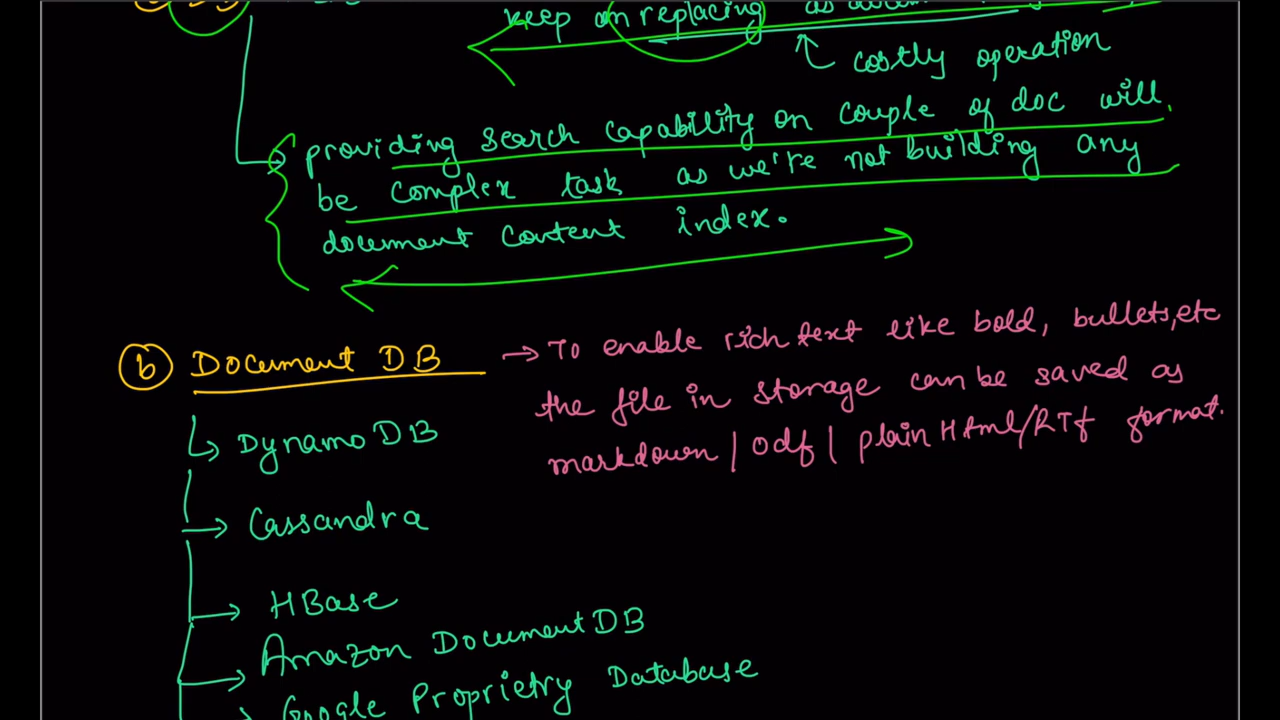 keep on replacing as
costly operation
providing search capability on couple of doc will
be complex task as we're not building any
document content index.
(b) Document DB → To enable rich text like bold, bullets, etc
the file in storage can be saved as
markdown | odf | plain Html/RTf format.
DynamoDB
Cassandra
HBase
Amazon DocumentDB
Google Proprietry Database